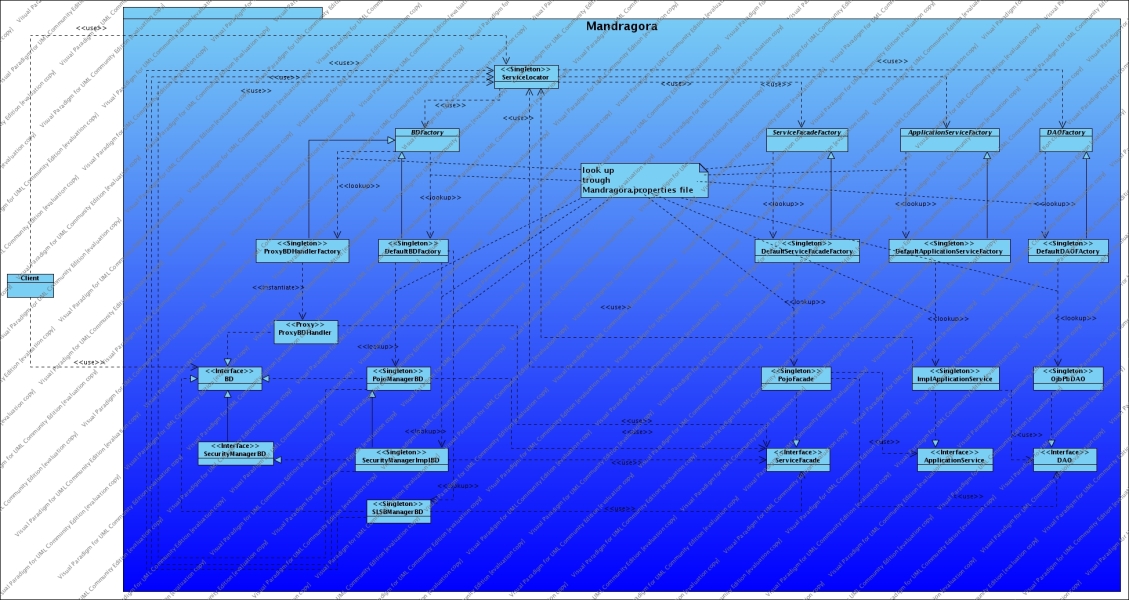 Mandragora
<<use>>
<<Singleton>>
ServiceLocator
<<use>>
<<use>>
<<use>>
<<use>>
<<use>>
<<use>>
<<use>>
<<use>>
BDFactory
ServiceFacadeFactory
ApplicationServiceFactory
DAOFactory
look up
trough
Mandragora.properties file
<<lookup>>
<<lookup>>
<<lookup>>
<<lookup>>
<<lookup>>
<<Singleton>>
ProxyBDHandlerFactory
<<Singleton>>
DefaultBDFactory
<<Singleton>>
DefaultServiceFacadeFactory
<<Singleton>>
DefaultApplicationServiceFactory
<<Singleton>>
DefaultDAOFActory
Client
<<instantiate>>
<<use>>
<<lookup>>
<<lookup>>
<<lookup>>
<<Proxy>>
ProxyBDHandler
<<lookup>>
<<use>>
<<Interface>>
BD
<<Singleton>>
PojoManagerBD
<<Singleton>>
PojoFacade
<<Singleton>>
ImplApplicationService
<<Singleton>>
OjbPbDAO
<<use>>
<<lookup>>
<<use>>
<<use>>
<<use>>
<<Interface>>
SecurityManagerBD
<<Singleton>>
SecurityManagerImplBD
<<use>>
<<Interface>>
ServiceFacade
<<Interface>>
ApplicationService
<<Interface>>
DAO
<<lookup>>
<<use>>
<<Singleton>>
SLSBManagerBD
<<use>>
Visual Paradigm for UML Community Edition [evaluation copy]